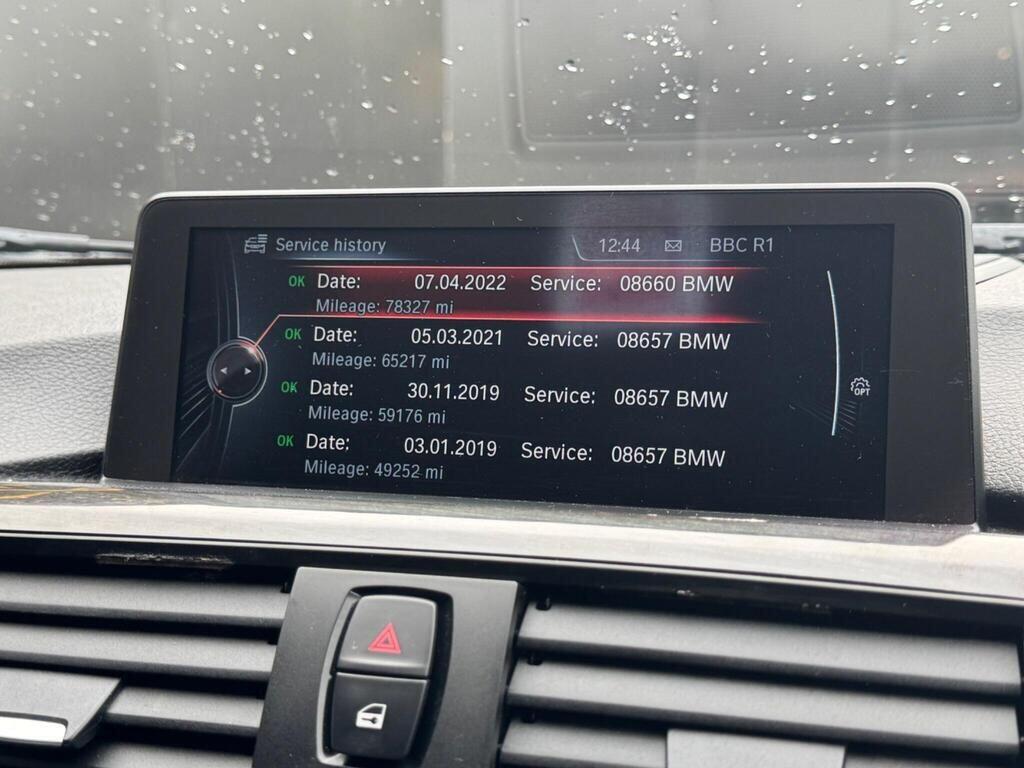 Service history 12:44 BBC R1
OK Date: 07.04.2022 Service: 08660 BMW
Mileage: 78327 mi
OK Date: 05.03.2021 Service: 08657 BMW
Mileage: 65217 mi
OK Date: 30.11.2019 Service: 08657 BMW
Mileage: 59176 mi
OPT
OK Date: 03.01.2019 Service: 08657 BMW
Mileage: 49252 mi